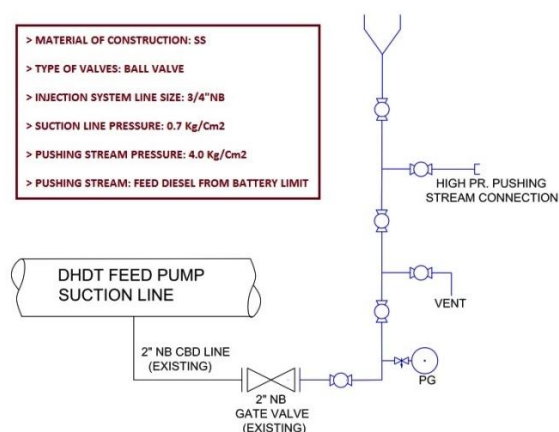 > MATERIAL OF CONSTRUCTION: SS
> TYPE OF VALVES: BALL VALVE
> INJECTION SYSTEM LINE SIZE: 3/4"NB
> SUCTION LINE PRESSURE: 0.7 Kg/Cm2
> PUSHING STREAM PRESSURE: 4.0 Kg/Cm2
> PUSHING STREAM: FEED DIESEL FROM BATTERY LIMIT
HIGH PR. PUSHING
STREAM CONNECTION
DHDT FEED PUMP
SUCTION LINE
VENT
2" NB CBD LINE
(EXISTING)
PG
2" NB
GATE VALVE
(EXISTING)